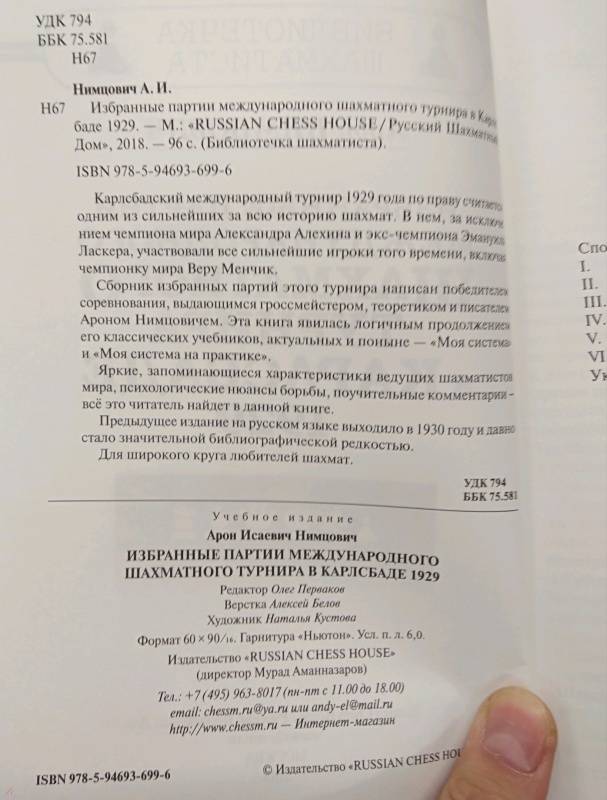 УДК 794
ББК 75.581
Н67
Нимцович А. И.
Н67 Избранные партии международного шахматного турнира в Карлс
баде 1929. — М.: «RUSSIAN CHESS HOUSE/Русский Шахматный
Дом», 2018. — 96 с. (Библиотечка шахматиста).
ISBN 978-5-94693-699-6
Карлсбадский международный турнир 1929 года по праву считается
одним из сильнейших за всю историю шахмат. В нем, за исключе
нием чемпиона мира Александра Алехина и экс-чемпиона Эмануила
Ласкера, участвовали все сильнейшие игроки того времени, включая
чемпионку мира Веру Менчик.
Сборник избранных партий этого турнира написан победителем
соревнования, выдающимся гроссмейстером, теоретиком и писателем
Ароном Нимцовичем. Эта книга явилась логичным продолжением
его классических учебников, актуальных и поныне — «Моя система»
и «Моя система на практике».
Яркие, запоминающиеся характеристики ведущих шахматистов
мира, психологические нюансы борьбы, поучительные комментарии –
всё это читатель найдет в данной книге.
Предыдущее издание на русском языке выходило в 1930 году и давно
стало значительной библиографической редкостью.
Для широкого круга любителей шахмат.
УДК 794
ББК 75.581
Учебное издание
Арон Исаевич Нимцович
ИЗБРАННЫЕ ПАРТИИ МЕЖДУНАРОДНОГО
ШАХМАТНОГО ТУРНИРА В КАРЛСБАДЕ 1929
Редактор Олег Перваков
Верстка Алексей Белов
Художник Наталья Кустова
Формат 60 × 90/16. Гарнитура «Ньютон». Усл. п. л. 6,0.
Издательство «RUSSIAN CHESS HOUSE»
(директор Мурад Аманназаров)
Тел.: +7 (495) 963-8017 (пн-пт с 11.00 до 18.00)
email: chessm.ru@ya.ru или andy-el@mail.ru
http://www.chessm.ru — Интернет-магазин
ISBN 978-5-94693-699-6
© Издательство «RUSSIAN CHESS HOU
Спо
I.
II.
III.
IV.
V.
VI
Ук